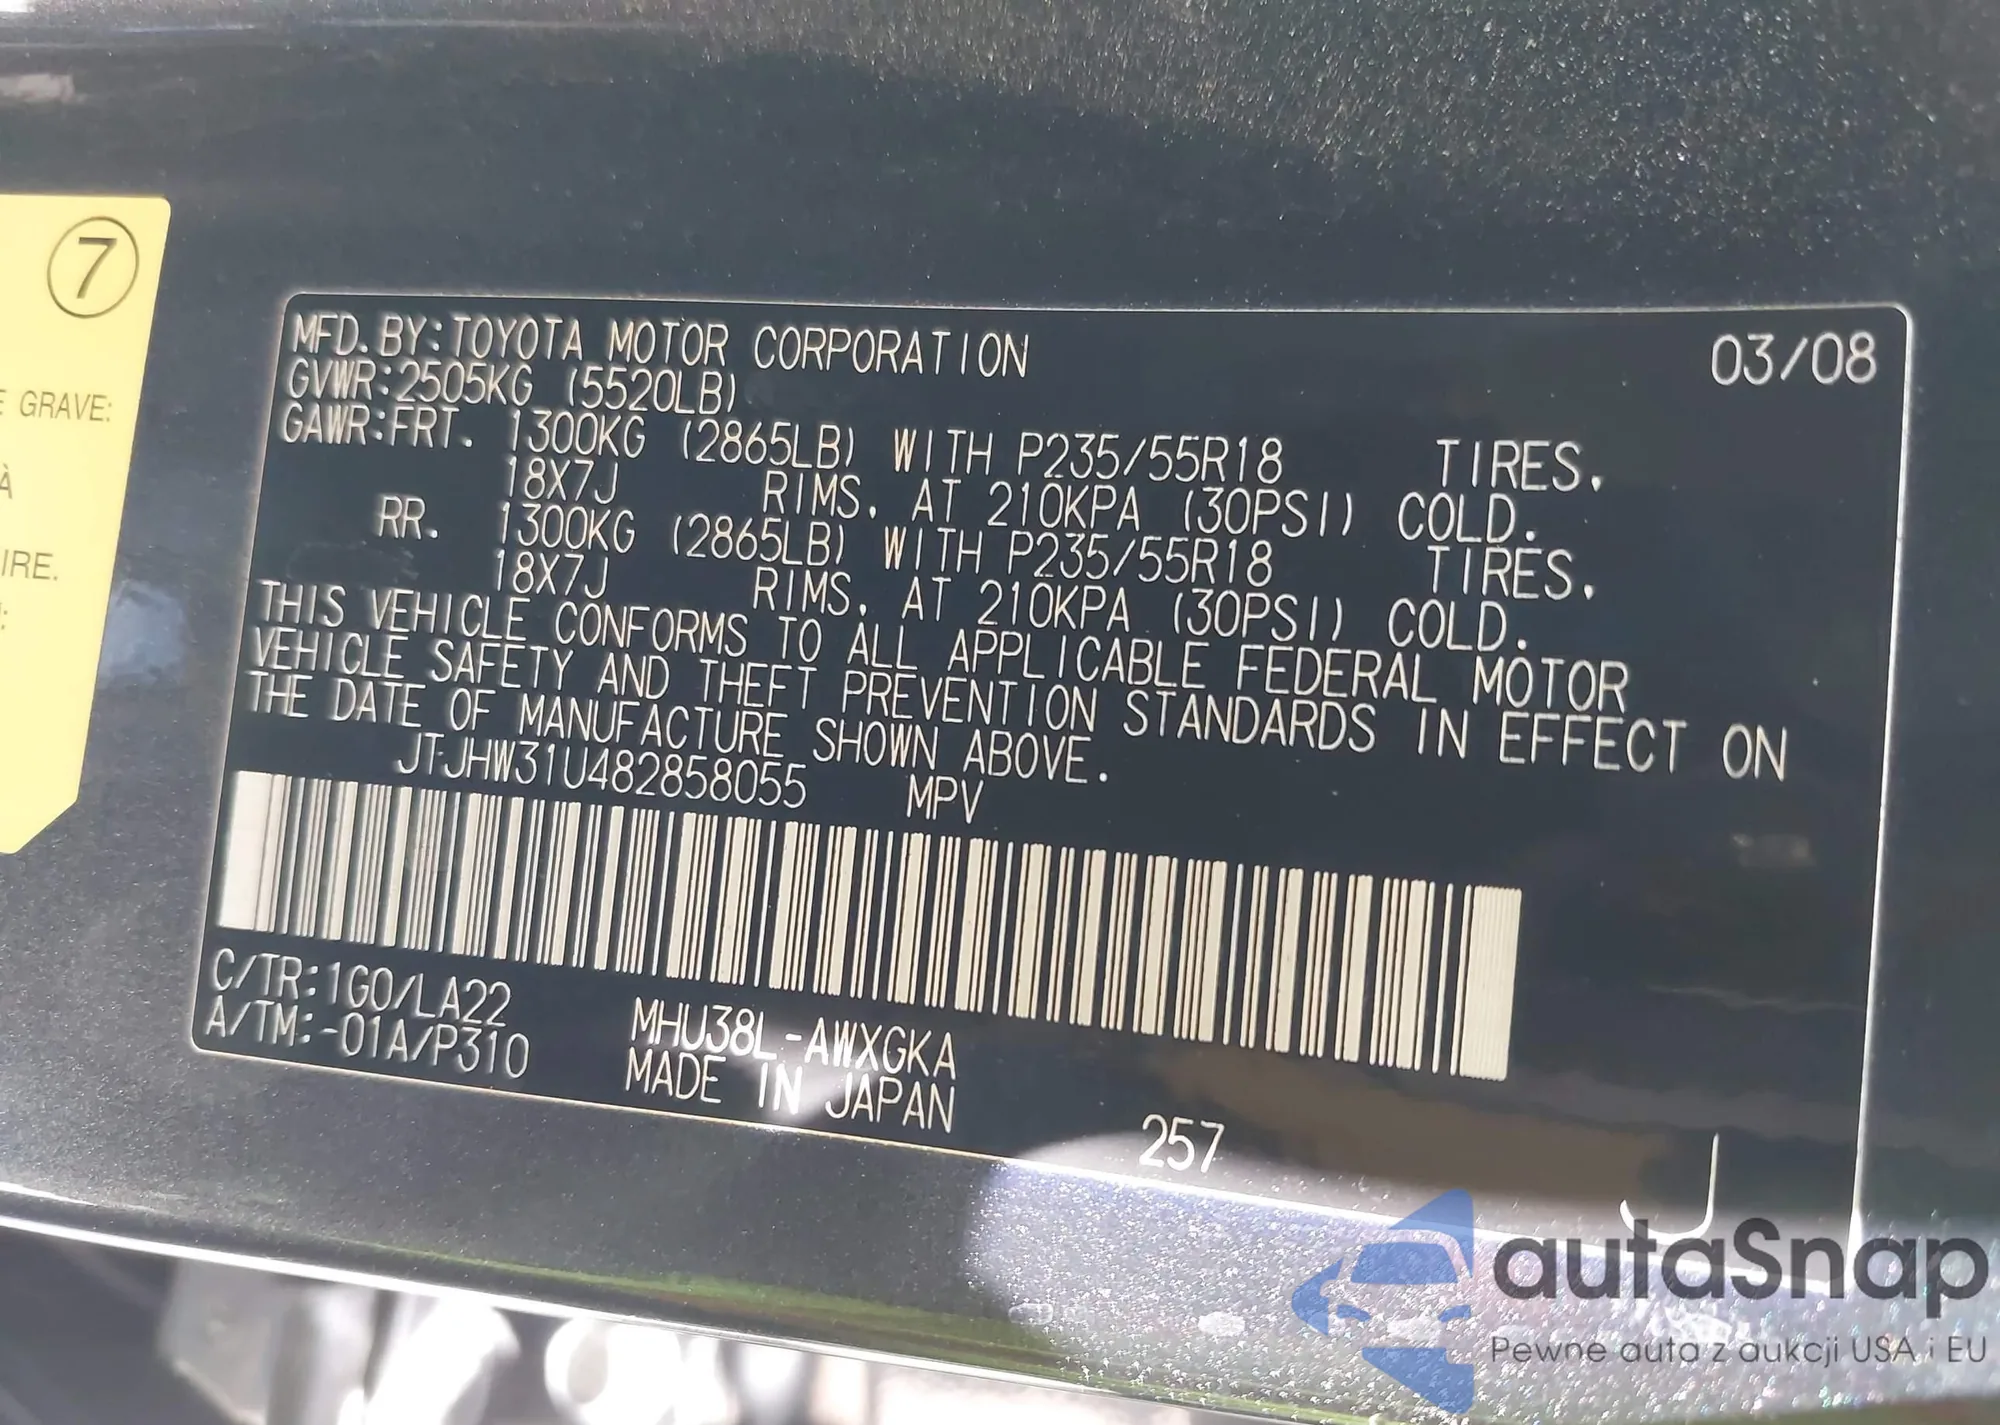 7
E GRAVE:
À
IRE.
MFD. BY: TOYOTA MOTOR CORPORATION 03/08
GVWR: 2505KG (5520LB)
GAWR: FRT. 1300KG (2865LB) WITH P235/55R18 TIRES,
18X7J RIMS, AT 210KPA (30PSI) COLD.
RR. 1300KG (2865LB) WITH P235/55R18 TIRES,
18X7J RIMS, AT 210KPA (30PSI) COLD.
THIS VEHICLE CONFORMS TO ALL APPLICABLE FEDERAL MOTOR
VEHICLE SAFETY AND THEFT PREVENTION STANDARDS IN EFFECT ON
THE DATE OF MANUFACTURE SHOWN ABOVE.
JTJHW31U482858055 MPV
C/TR: 1G0/LA22
A/TM: -01A/P310
MHU38L-AWXGKA
MADE IN JAPAN
257
J
autaSnap
Pewne auta z aukcji USA i EU